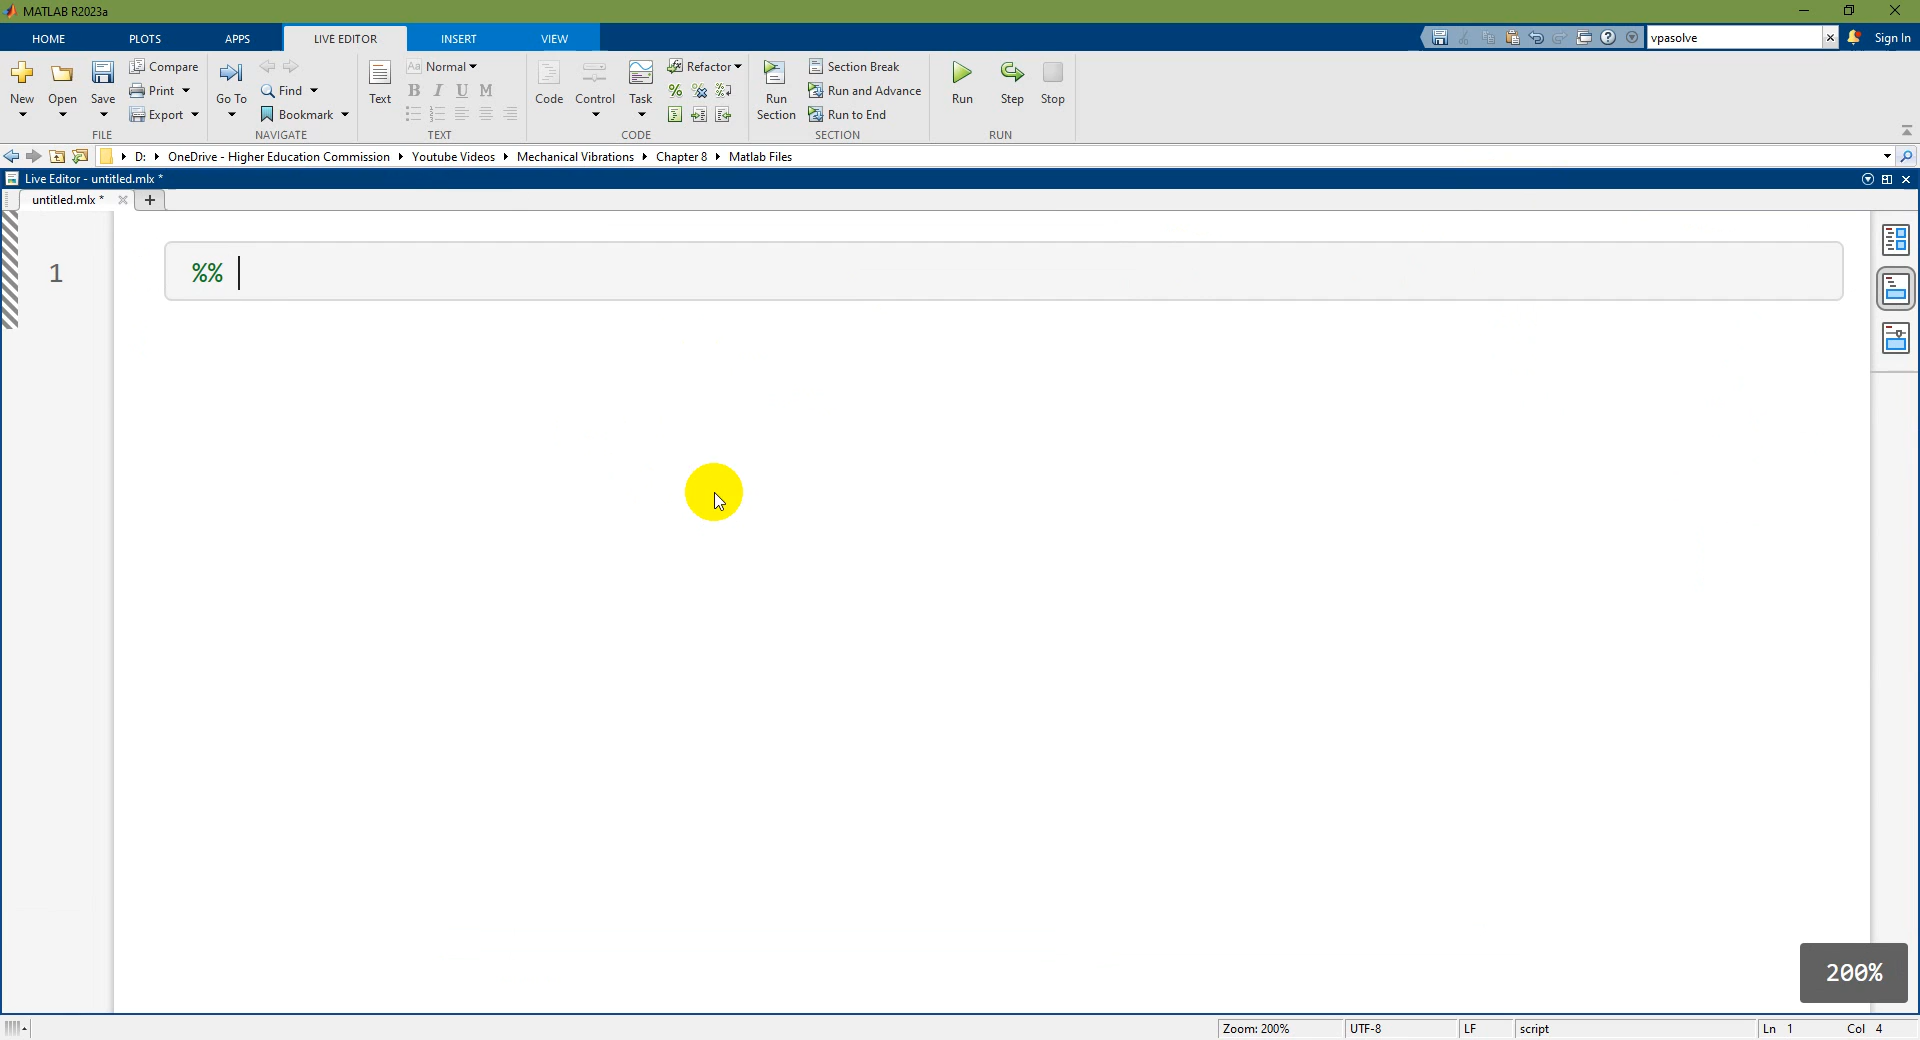 MATLAB R2023a
HOME PLOTS APPS LIVE EDITOR INSERT VIEW vpasolve Sign In
New Open Save Compare Print Export
FILE
Go To Find Bookmark
NAVIGATE
Text Aa Normal
B I U M
TEXT
Code Control Task Refactor
CODE
Run Section Section Break
Run and Advance
Run to End
SECTION
Run Step Stop
RUN
D: OneDrive - Higher Education Commission Youtube Videos Mechanical Vibrations Chapter 8 Matlab Files
Live Editor - untitled.mlx *
untitled.mlx *
1 %%
200%
Zoom: 200% UTF-8 LF script Ln 1 Col 4